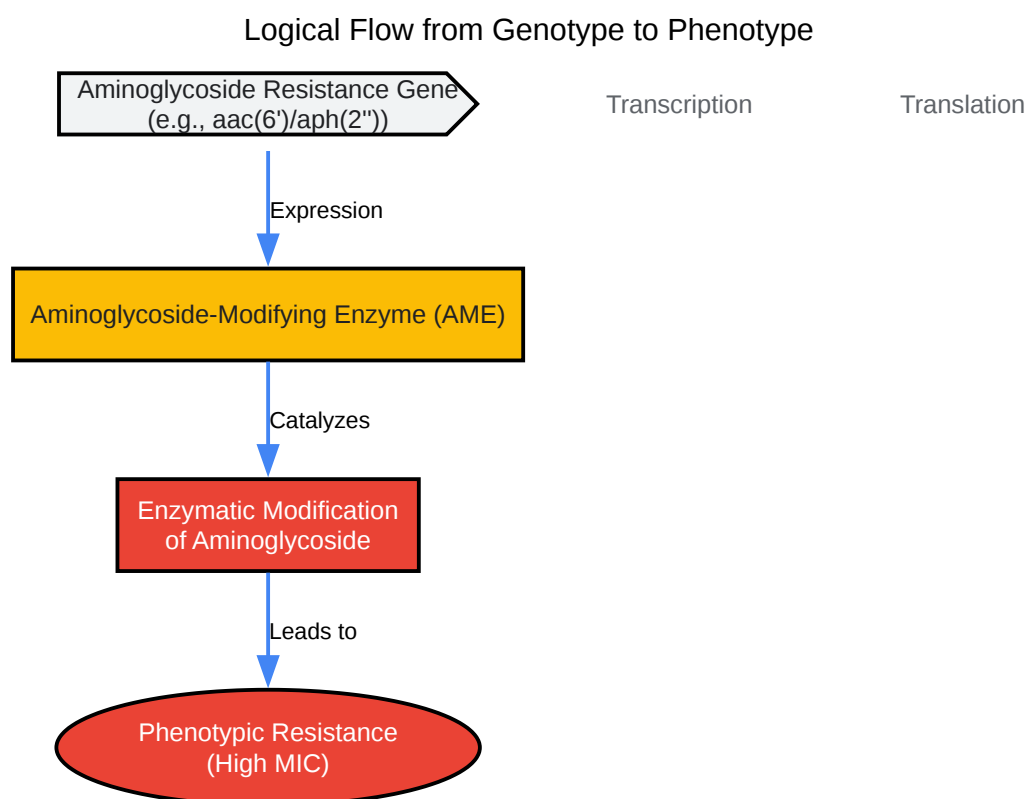 Logical Flow from Genotype to Phenotype
Aminoglycoside Resistance Gene
(e.g., aac(6')/aph(2''))
Transcription
Translation
Expression
Aminoglycoside-Modifying Enzyme (AME)
Catalyzes
Enzymatic Modification
of Aminoglycoside
Leads to
Phenotypic Resistance
(High MIC)